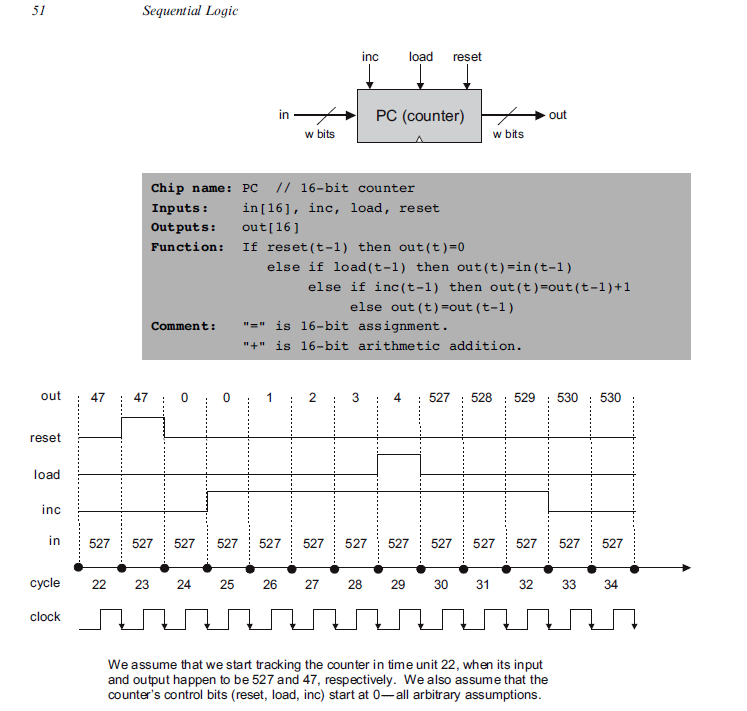 51 Sequential Logic
inc load reset
in PC (counter) out
w bits w bits
Chip name: PC // 16-bit counter
Inputs: in[16], inc, load, reset
Outputs: out[16]
Function: If reset(t-1) then out(t)=0
else if load(t-1) then out(t)=in(t-1)
else if inc(t-1) then out(t)=out(t-1)+1
else out(t)=out(t-1)
Comment: "=" is 16-bit assignment.
"+" is 16-bit arithmetic addition.
out 47 47 0 0 1 2 3 4 527 528 529 530 530
reset
load
inc
in 527 527 527 527 527 527 527 527 527 527 527 527 527
cycle 22 23 24 25 26 27 28 29 30 31 32 33 34
clock
We assume that we start tracking the counter in time unit 22, when its input
and output happen to be 527 and 47, respectively. We also assume that the
counter's control bits (reset, load, inc) start at 0—all arbitrary assumptions.